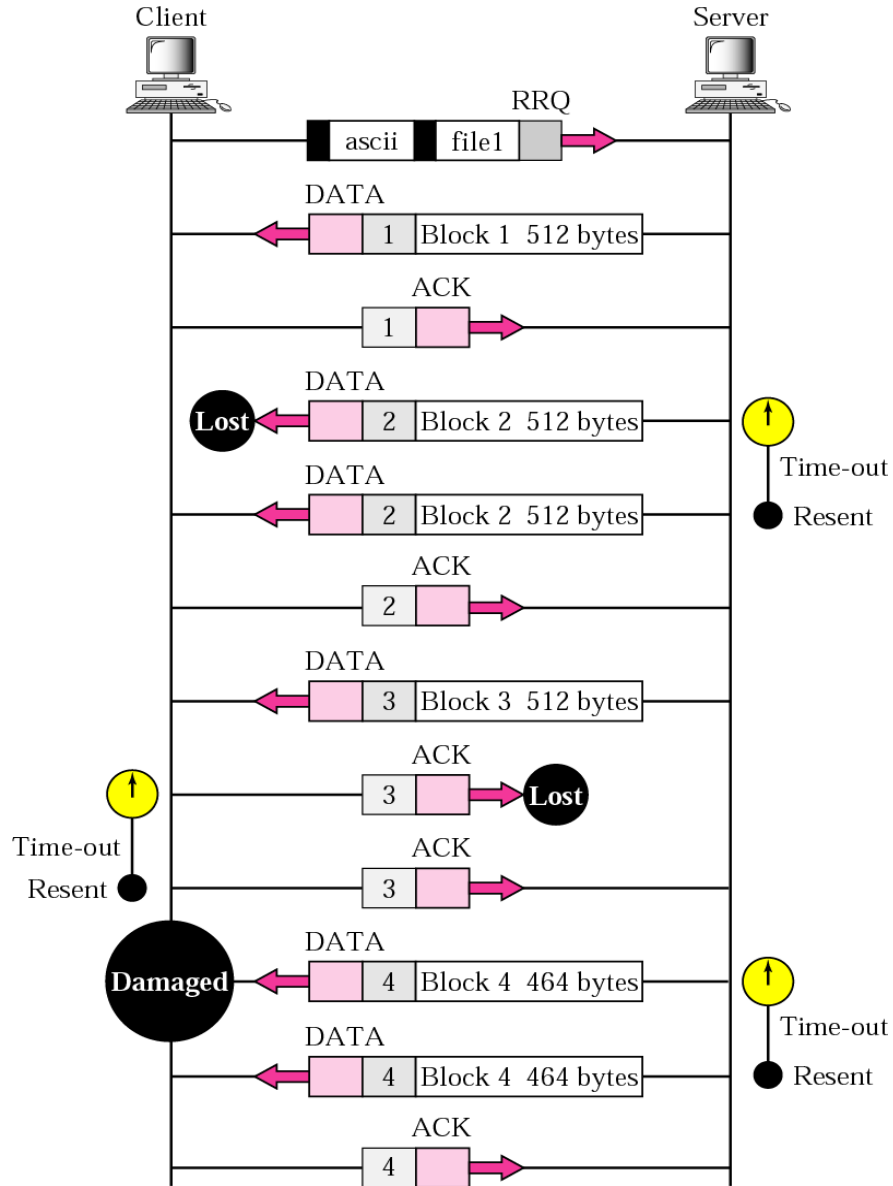 Client
Server
RRQ
ascii file1
DATA
1 Block 1 512 bytes
ACK
1
DATA
Lost 2 Block 2 512 bytes
Time-out
DATA
2 Block 2 512 bytes Resent
ACK
2
DATA
3 Block 3 512 bytes
ACK
3 Lost
Time-out
ACK
Resent 3
DATA
Damaged 4 Block 4 464 bytes
Time-out
DATA
4 Block 4 464 bytes Resent
ACK
4